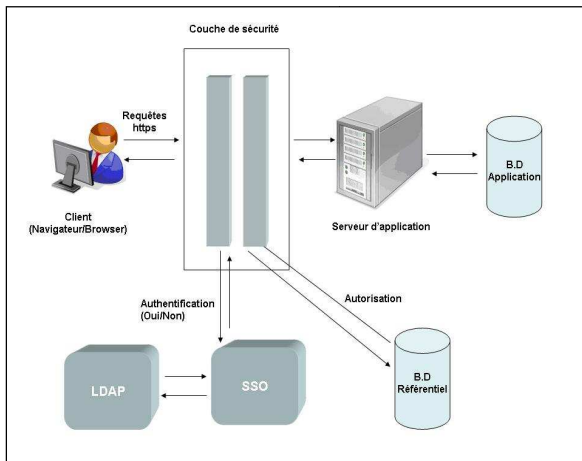 Couche de sécurité
Requêtes
https
Client
(Navigateur/Browser)
Serveur d'application
B.D
Application
Authentification
(Oui/Non)
Autorisation
LDAP
SSO
B.D
Référentiel